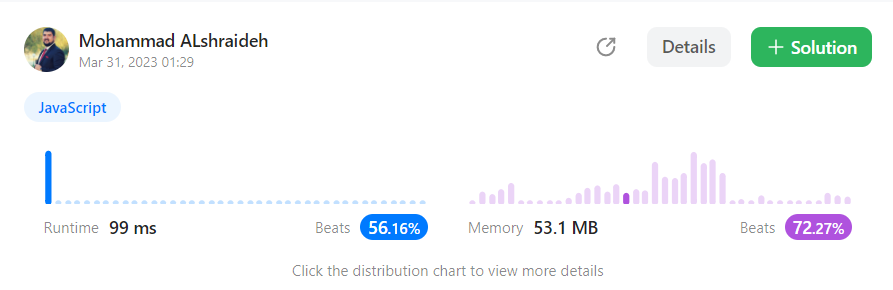 Mohammad ALshraideh
Mar 31, 2023 01:29
Details
+ Solution
JavaScript
Runtime 99 ms Beats 56.16%
Memory 53.1 MB Beats 72.27%
Click the distribution chart to view more details